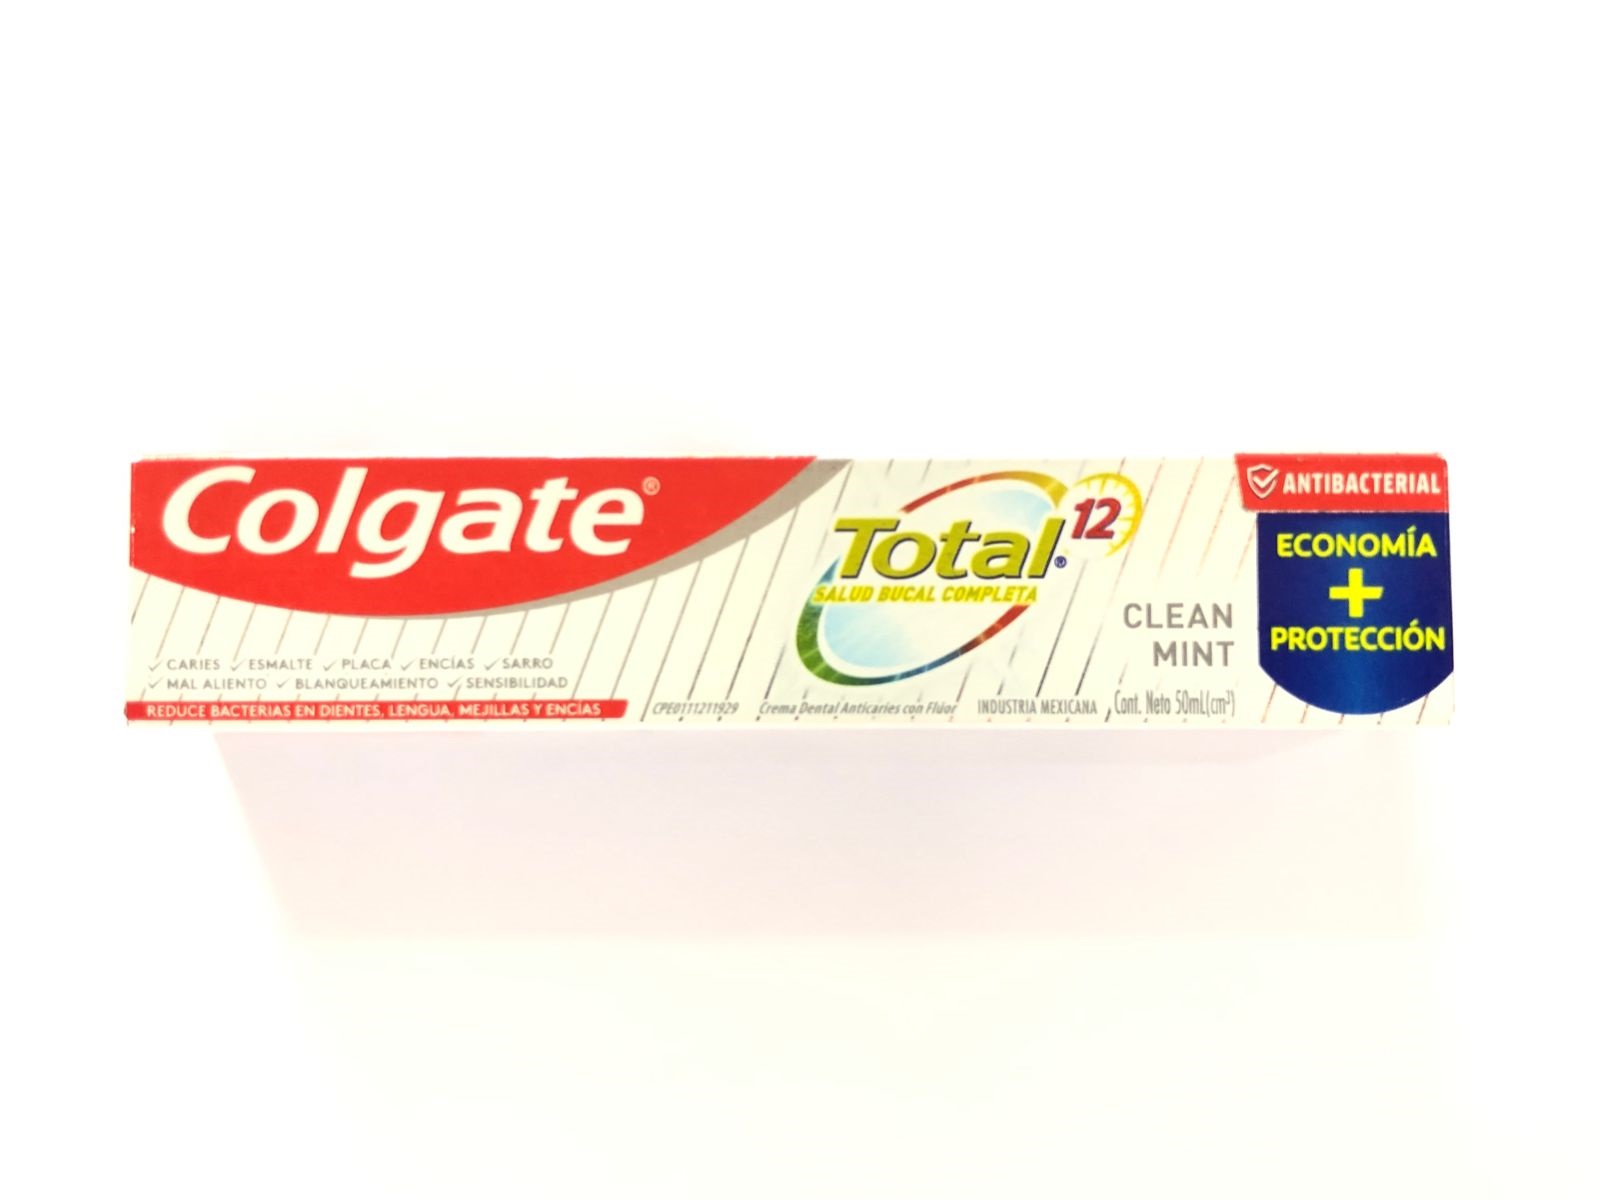 Colgate®
Total® 12
SALUD BUCAL COMPLETA
CLEAN
MINT
ANTIBACTERIAL
ECONOMÍA
+
PROTECCIÓN
✓ CARIES ✓ ESMALTE ✓ PLACA ✓ ENCÍAS ✓ SARRO
✓ MAL ALIENTO ✓ BLANQUEAMIENTO ✓ SENSIBILIDAD
REDUCE BACTERIAS EN DIENTES, LENGUA, MEJILLAS Y ENCÍAS
CPE0111211929 Crema Dental Anticaries con Flúor INDUSTRIA MEXICANA Cont. Neto 50mL(cm³)